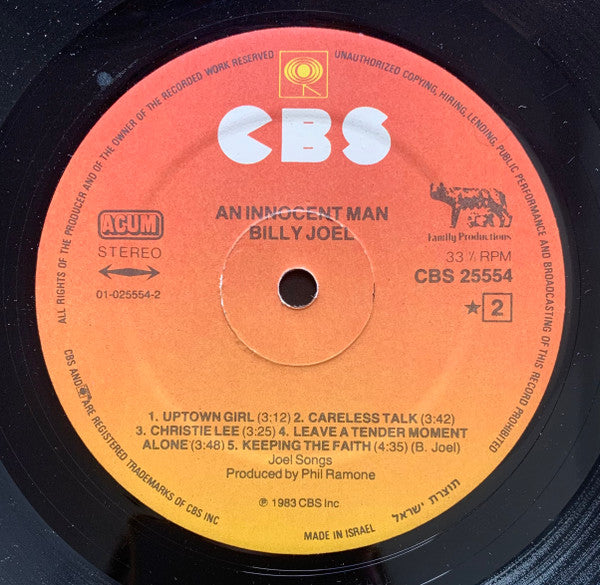 ALL RIGHTS OF THE PRODUCER AND OF THE OWNER OF THE RECORDED WORK RESERVED
UNAUTHORIZED COPYING, HIRING, LENDING, PUBLIC PERFORMANCE AND BROADCASTING OF THIS RECORD PROHIBITED
CBS
AN INNOCENT MAN
BILLY JOEL
ACUM
STEREO
01-025554-2
Family Productions
33 ⅓ RPM
CBS 25554
★2
1. UPTOWN GIRL (3:12) 2. CARELESS TALK (3:42)
3. CHRISTIE LEE (3:25) 4. LEAVE A TENDER MOMENT
ALONE (3:48) 5. KEEPING THE FAITH (4:35) (B. Joel)
Joel Songs
Produced by Phil Ramone
℗ 1983 CBS Inc
CBS AND ARE REGISTERED TRADEMARKS OF CBS INC
MADE IN ISRAEL
תוצרת ישראל